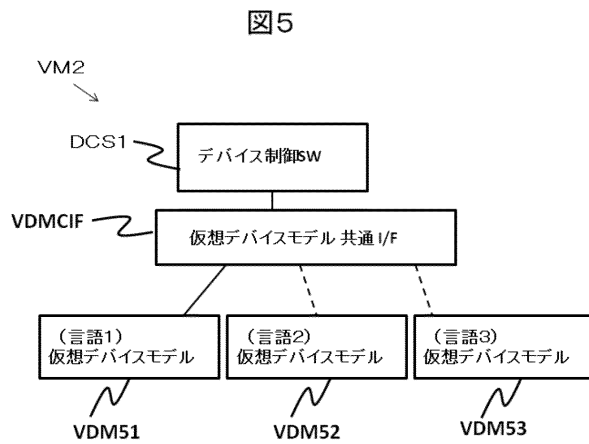 図5
VM2
DCS1
デバイス制御SW
VDMCIF
仮想デバイスモデル 共通 I/F
(言語1)
仮想デバイスモデル
(言語2)
仮想デバイスモデル
(言語3)
仮想デバイスモデル
VDM51
VDM52
VDM53